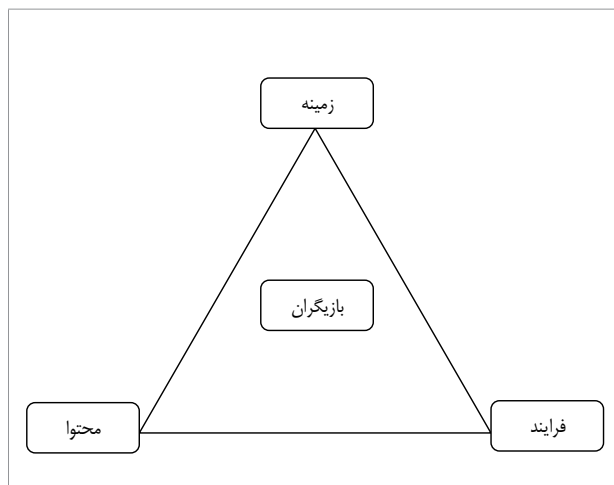 زمینه
بازیگران
فرایند
محتوا